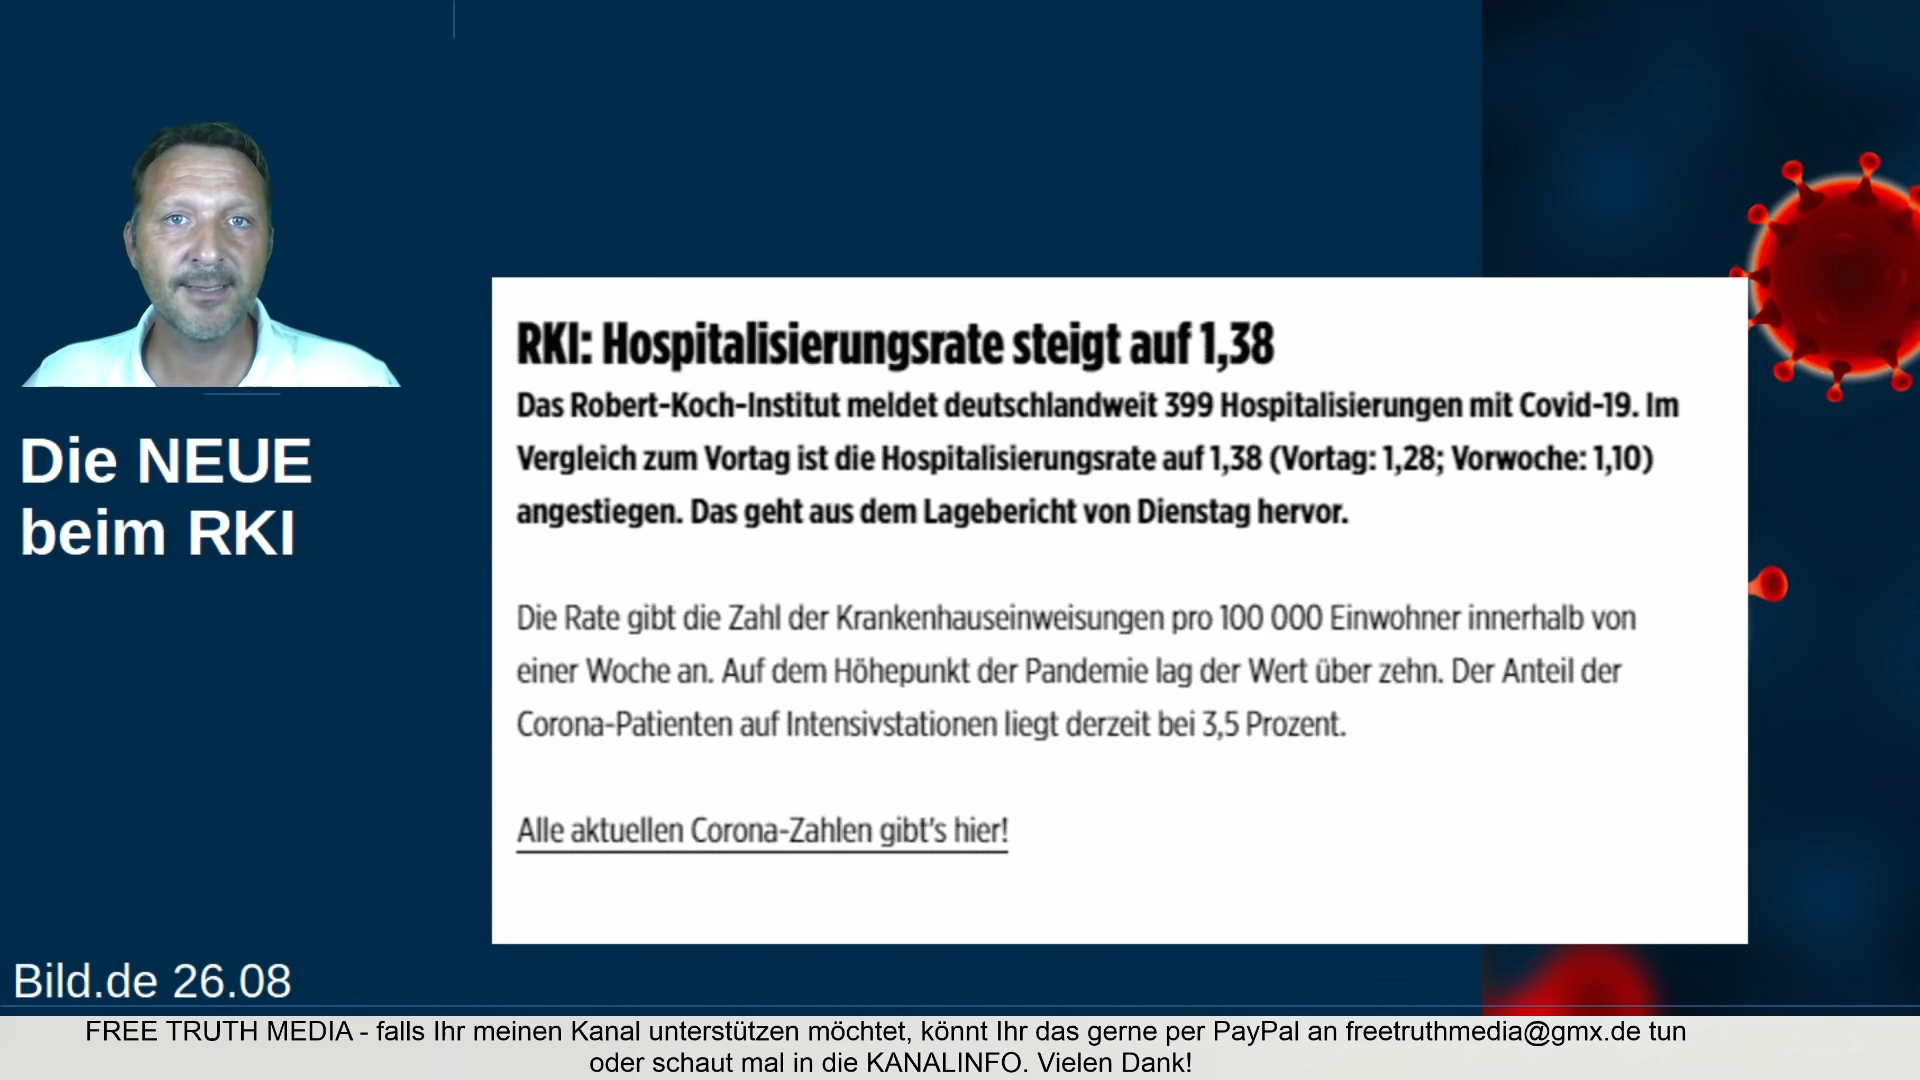 Die NEUE
beim RKI
RKI: Hospitalisierungsrate steigt auf 1,38
Das Robert-Koch-Institut meldet deutschlandweit 399 Hospitalisierungen mit Covid-19. Im
Vergleich zum Vortag ist die Hospitalisierungsrate auf 1,38 (Vortag: 1,28; Vorwoche: 1,10)
angestiegen. Das geht aus dem Lagebericht von Dienstag hervor.
Die Rate gibt die Zahl der Krankenhauseinweisungen pro 100 000 Einwohner innerhalb von
einer Woche an. Auf dem Höhepunkt der Pandemie lag der Wert über zehn. Der Anteil der
Corona-Patienten auf Intensivstationen liegt derzeit bei 3,5 Prozent.
Alle aktuellen Corona-Zahlen gibt's hier!
Bild.de 26.08
FREE TRUTH MEDIA - falls Ihr meinen Kanal unterstützen möchtet, könnt Ihr das gerne per PayPal an freetruthmedia@gmx.de tun
oder schaut mal in die KANALINFO. Vielen Dank!